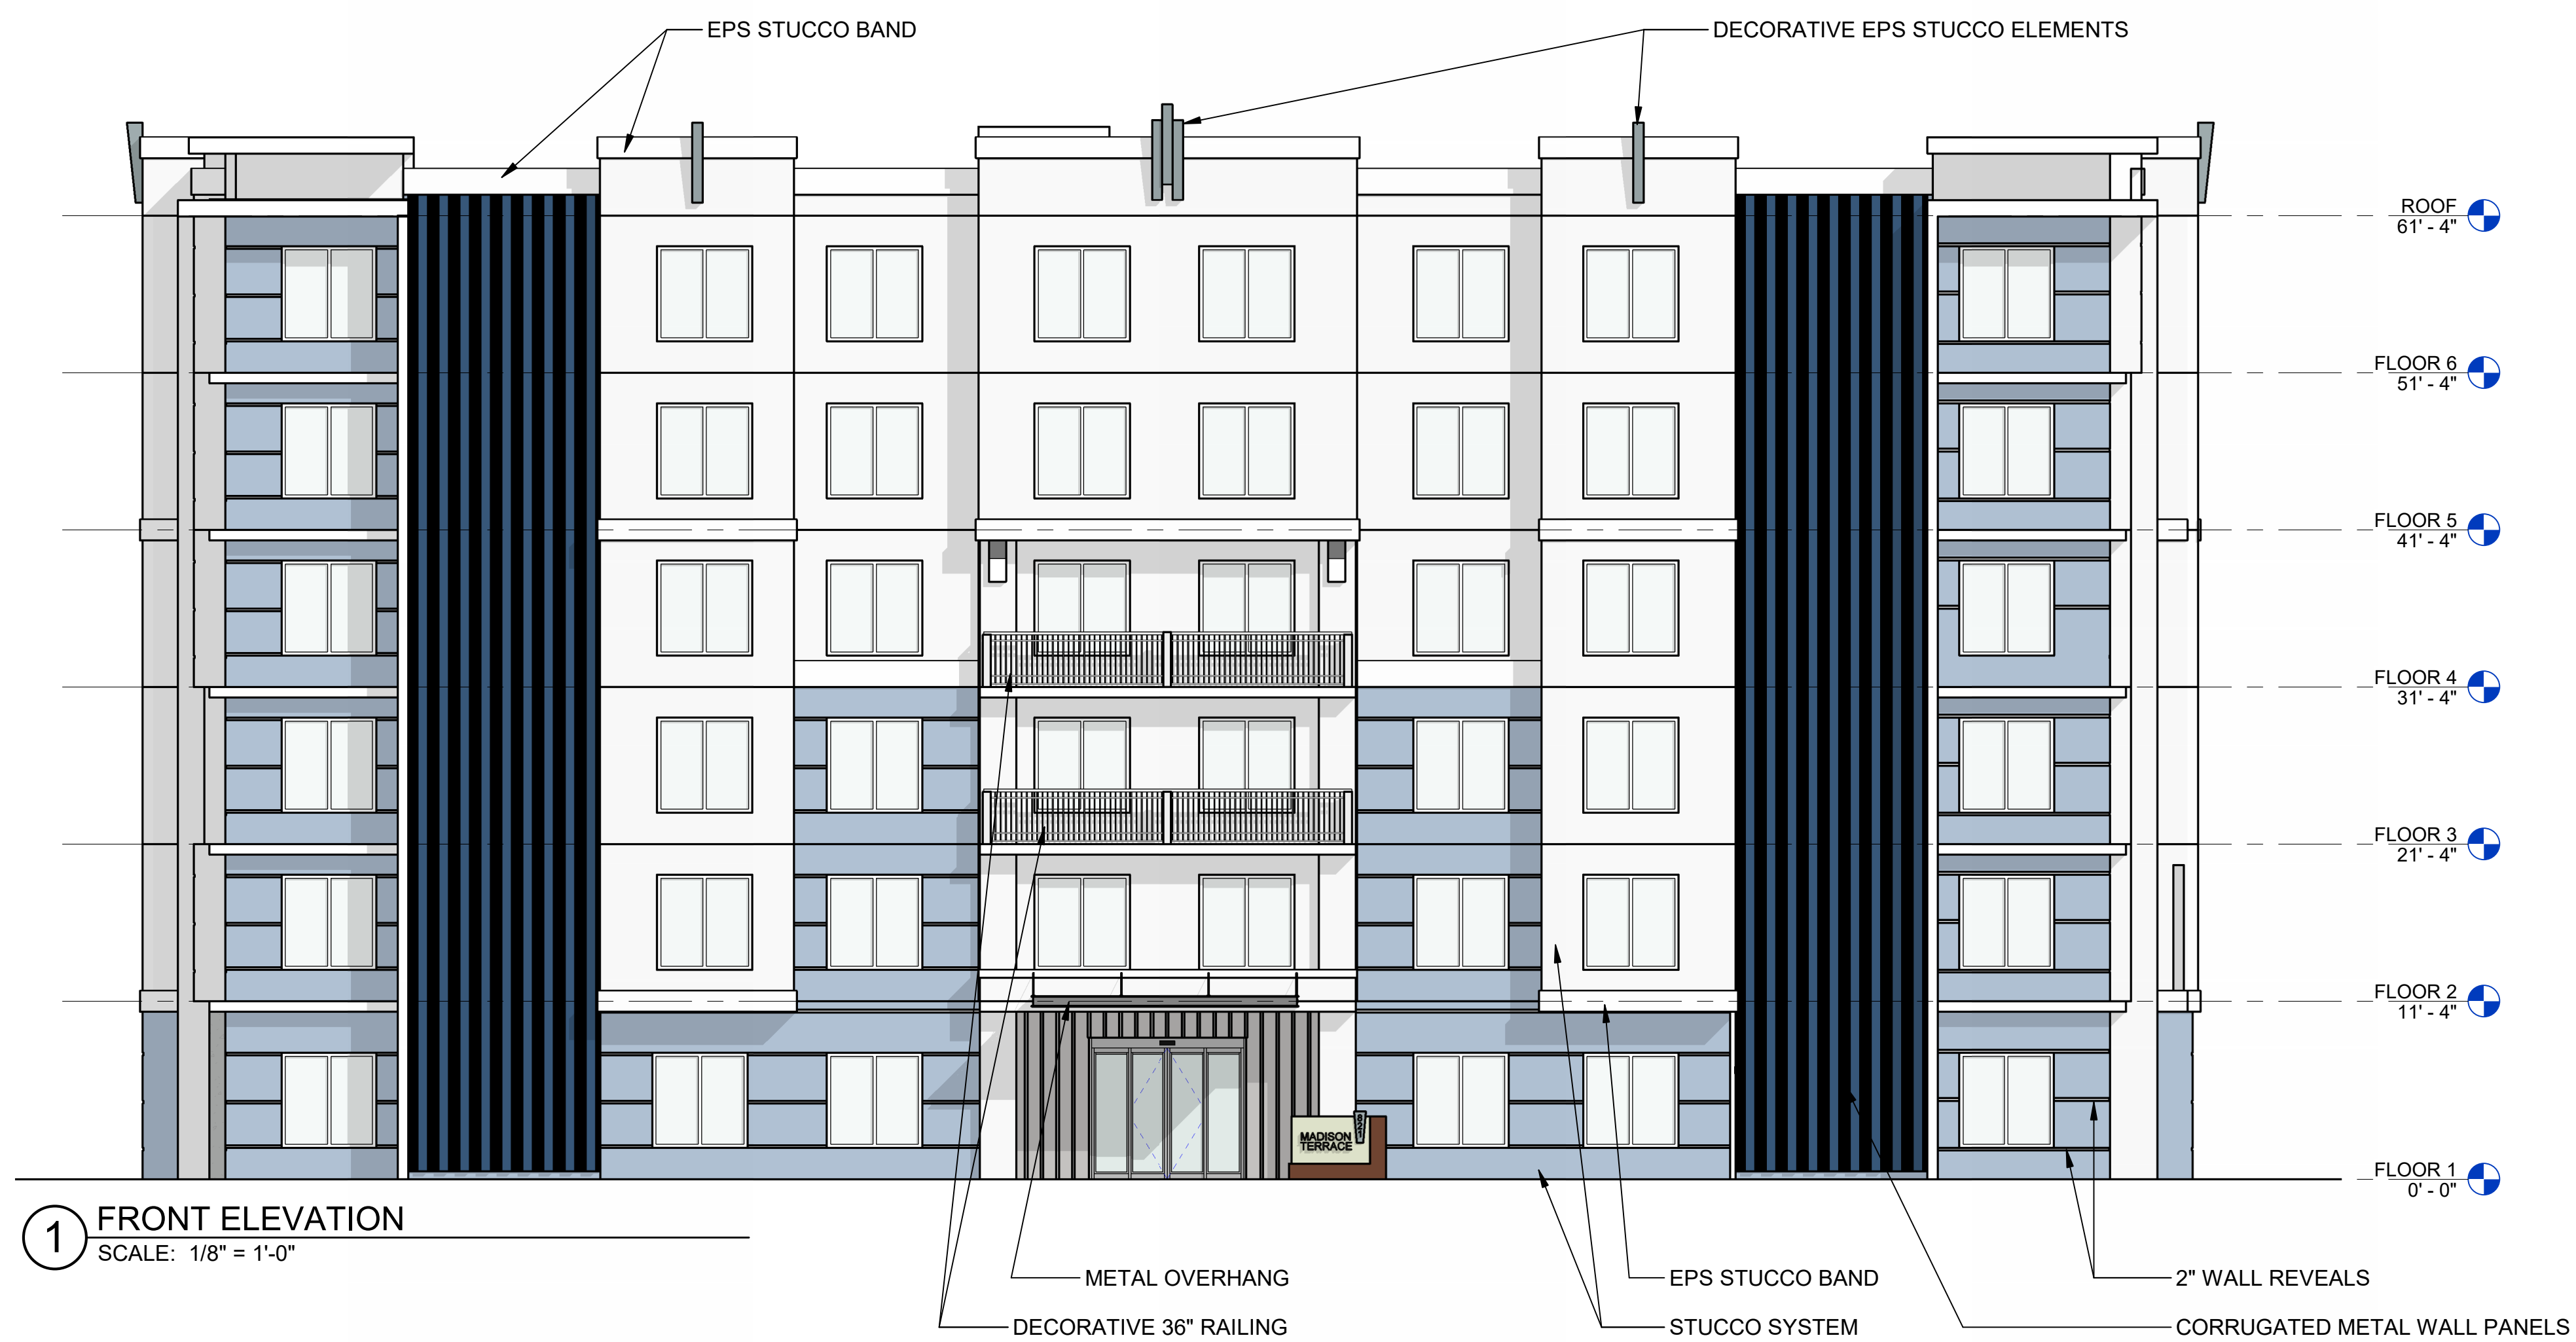 EPS STUCCO BAND
DECORATIVE EPS STUCCO ELEMENTS
ROOF
61' - 4"
FLOOR 6
51' - 4"
FLOOR 5
41' - 4"
FLOOR 4
31' - 4"
FLOOR 3
21' - 4"
FLOOR 2
11' - 4"
821
MADISON
TERRACE
FLOOR 1
0' - 0"
1
FRONT ELEVATION
SCALE: 1/8" = 1'-0"
METAL OVERHANG
EPS STUCCO BAND
2" WALL REVEALS
DECORATIVE 36" RAILING
STUCCO SYSTEM
CORRUGATED METAL WALL PANELS